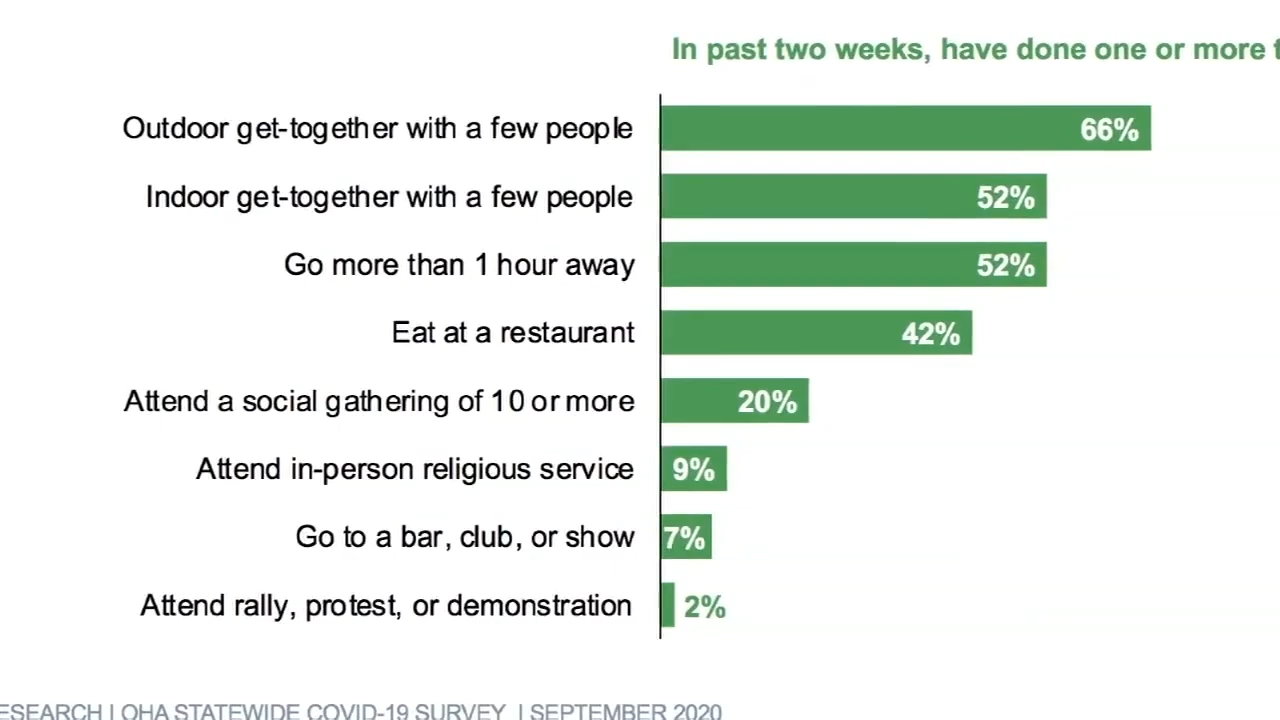 In past two weeks, have done one or more
Outdoor get-together with a few people 66%
Indoor get-together with a few people 52%
Go more than 1 hour away 52%
Eat at a restaurant 42%
Attend a social gathering of 10 or more 20%
Attend in-person religious service 9%
Go to a bar, club, or show 7%
Attend rally, protest, or demonstration 2%
ESEARCH | OHA STATEWIDE COVID-19 SURVEY | SEPTEMBER 2020